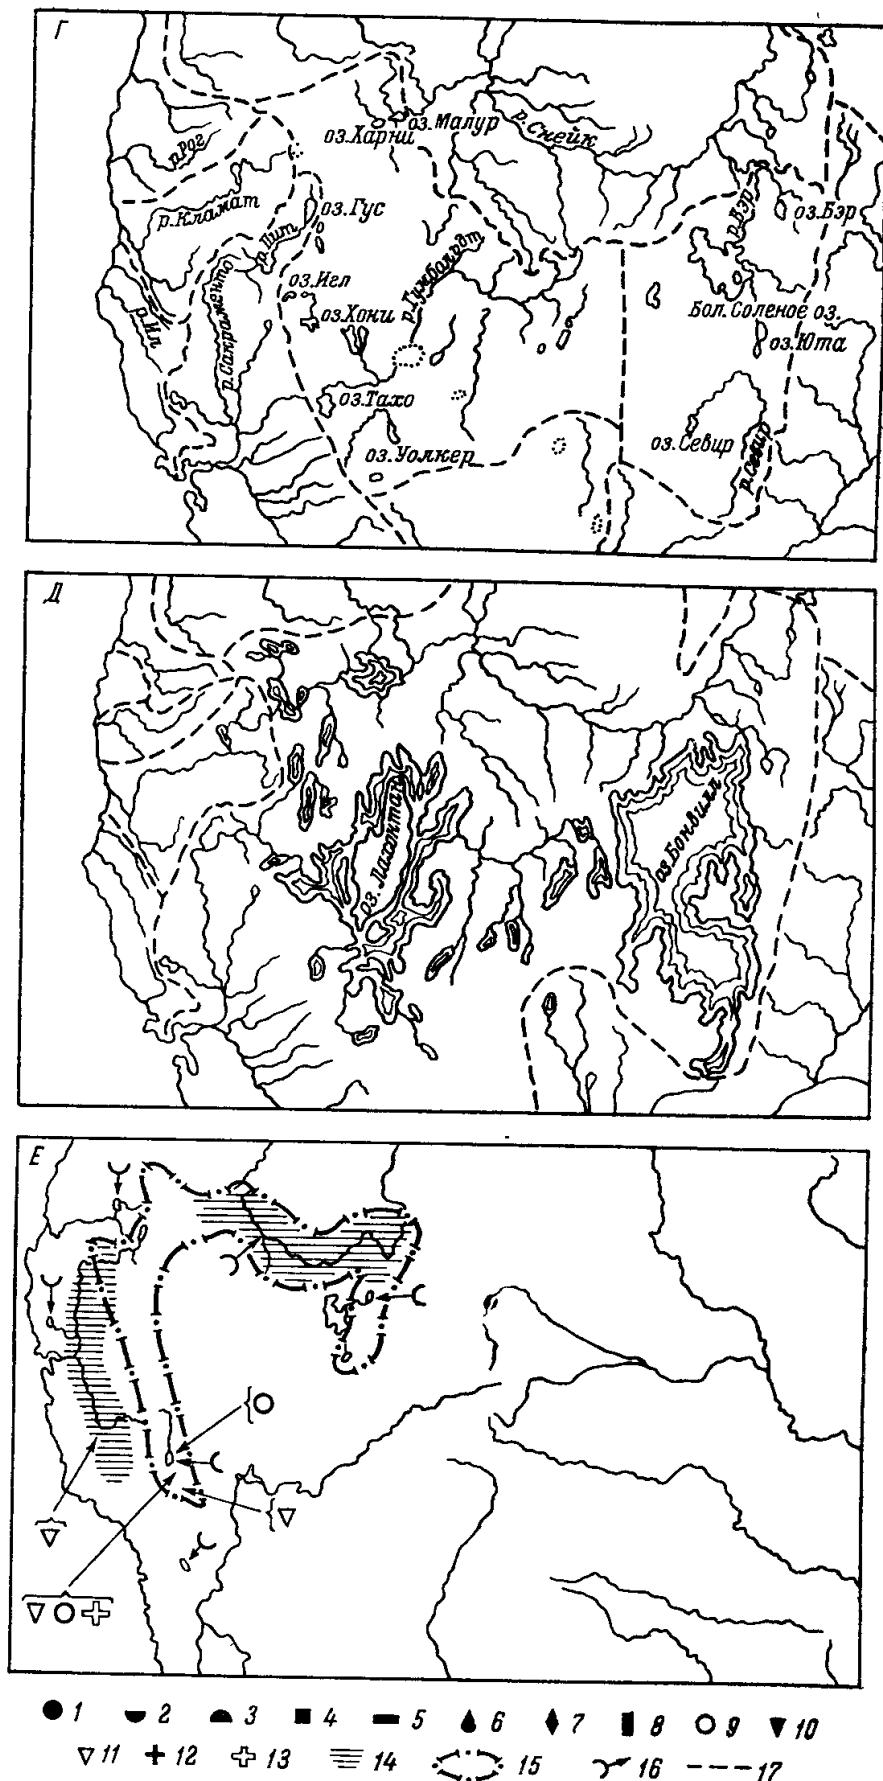 Г
р. Рог
оз. Харни
оз. Малур
р. Снейк
р. Кламат
р. Пит
оз. Гус
р. Бэр
оз. Бэр
оз. Игл
оз. Хони
р. Гумбольдт
Бол. Соленое оз.
оз. Юта
р. Ил
р. Сакраменто
оз. Тахо
оз. Уолкер
оз. Севир
р. Севир
Д
оз. Лахонтан
оз. Бонвилл
Е
1 2 3 4 5 6 7 8 9 10
11 12 13 14 15 16 17